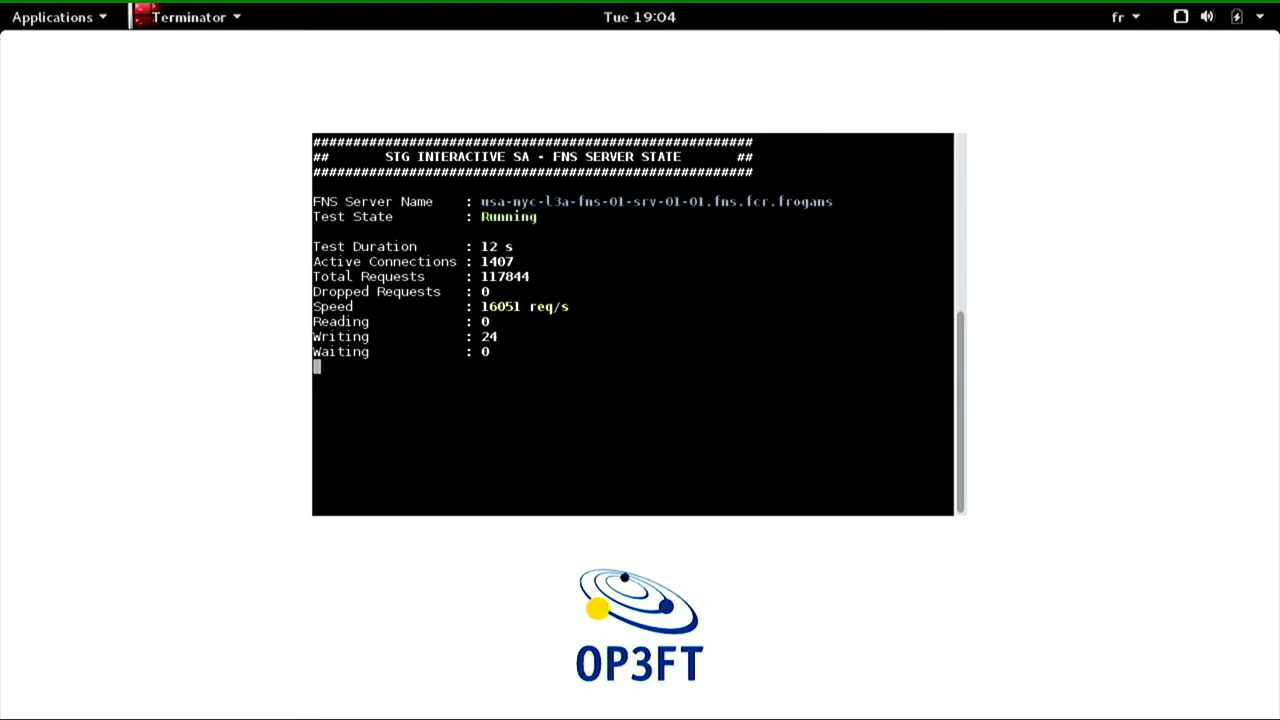 Applications Terminator Tue 19:04 fr
#######################################################
## STG INTERACTIVE SA - FNS SERVER STATE ##
#######################################################
FNS Server Name : usa-nyc-l3a-fns-01-srv-01-01.fns.fcr.frogans
Test State : Running
Test Duration : 12 s
Active Connections : 1407
Total Requests : 117844
Dropped Requests : 0
Speed : 16051 req/s
Reading : 0
Writing : 24
Waiting : 0
OP3FT